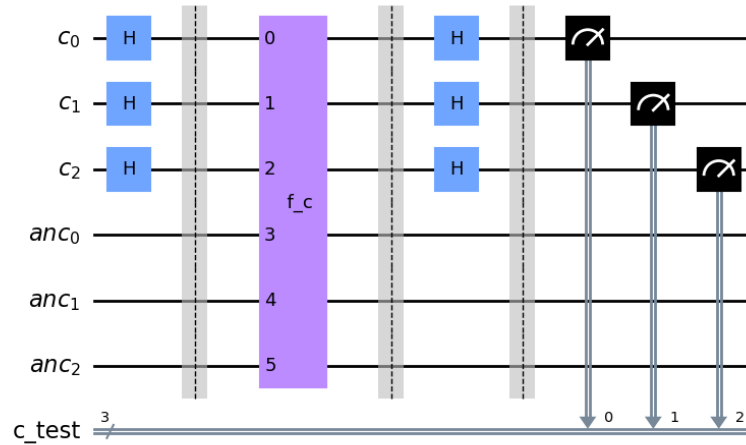 c0 H 0 H
c1 H 1 H
c2 H 2 H
f_c
anc0 3
anc1 4
anc2 5
c_test 3 0 1 2